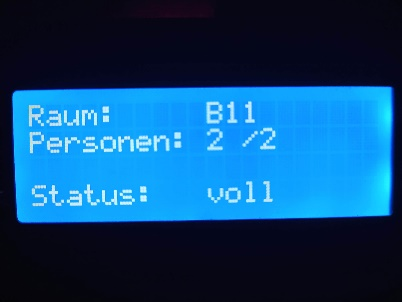 Raum: B11
Personen: 2 /2
Status: voll